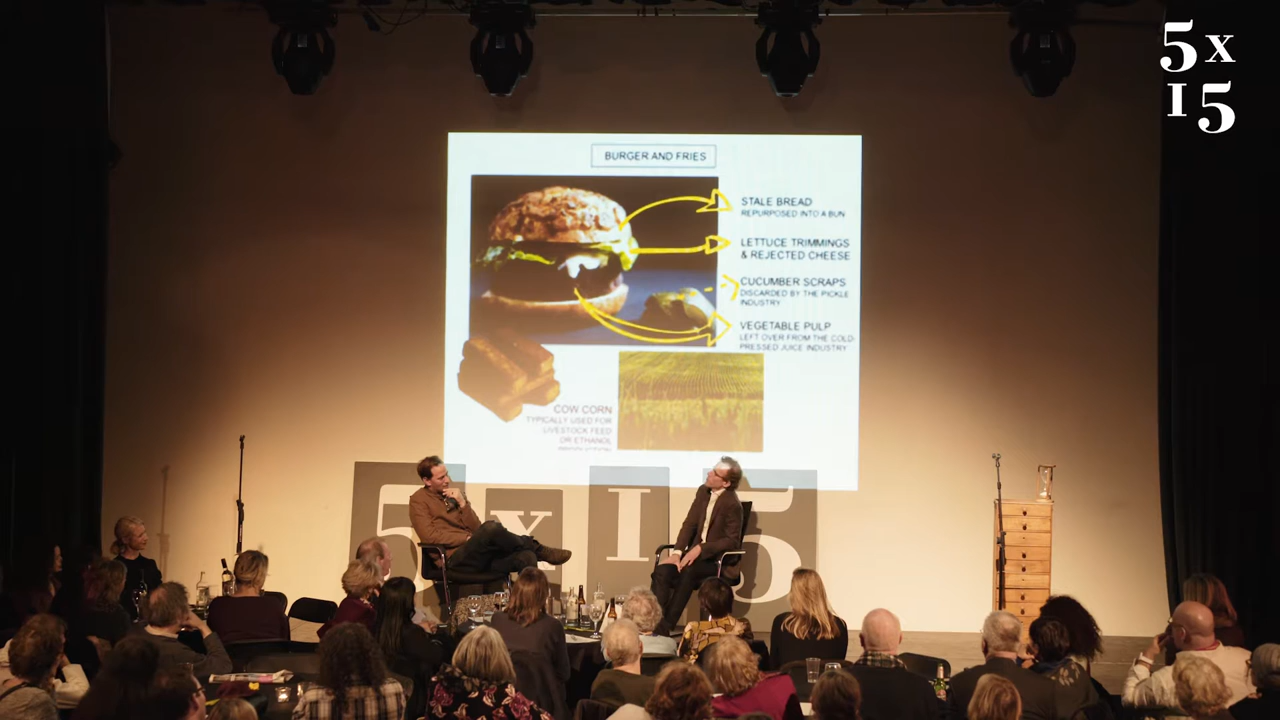 5 x
15
BURGER AND FRIES
STALE BREAD
REPURPOSED INTO A BUN
LETTUCE TRIMMINGS
& REJECTED CHEESE
CUCUMBER SCRAPS
DISCARDED BY THE PICKLE
INDUSTRY
VEGETABLE PULP
LEFT OVER FROM THE COLD-
PRESSED JUICE INDUSTRY
COW CORN
TYPICALLY USED FOR
LIVESTOCK FEED
OR ETHANOL
5 x 15